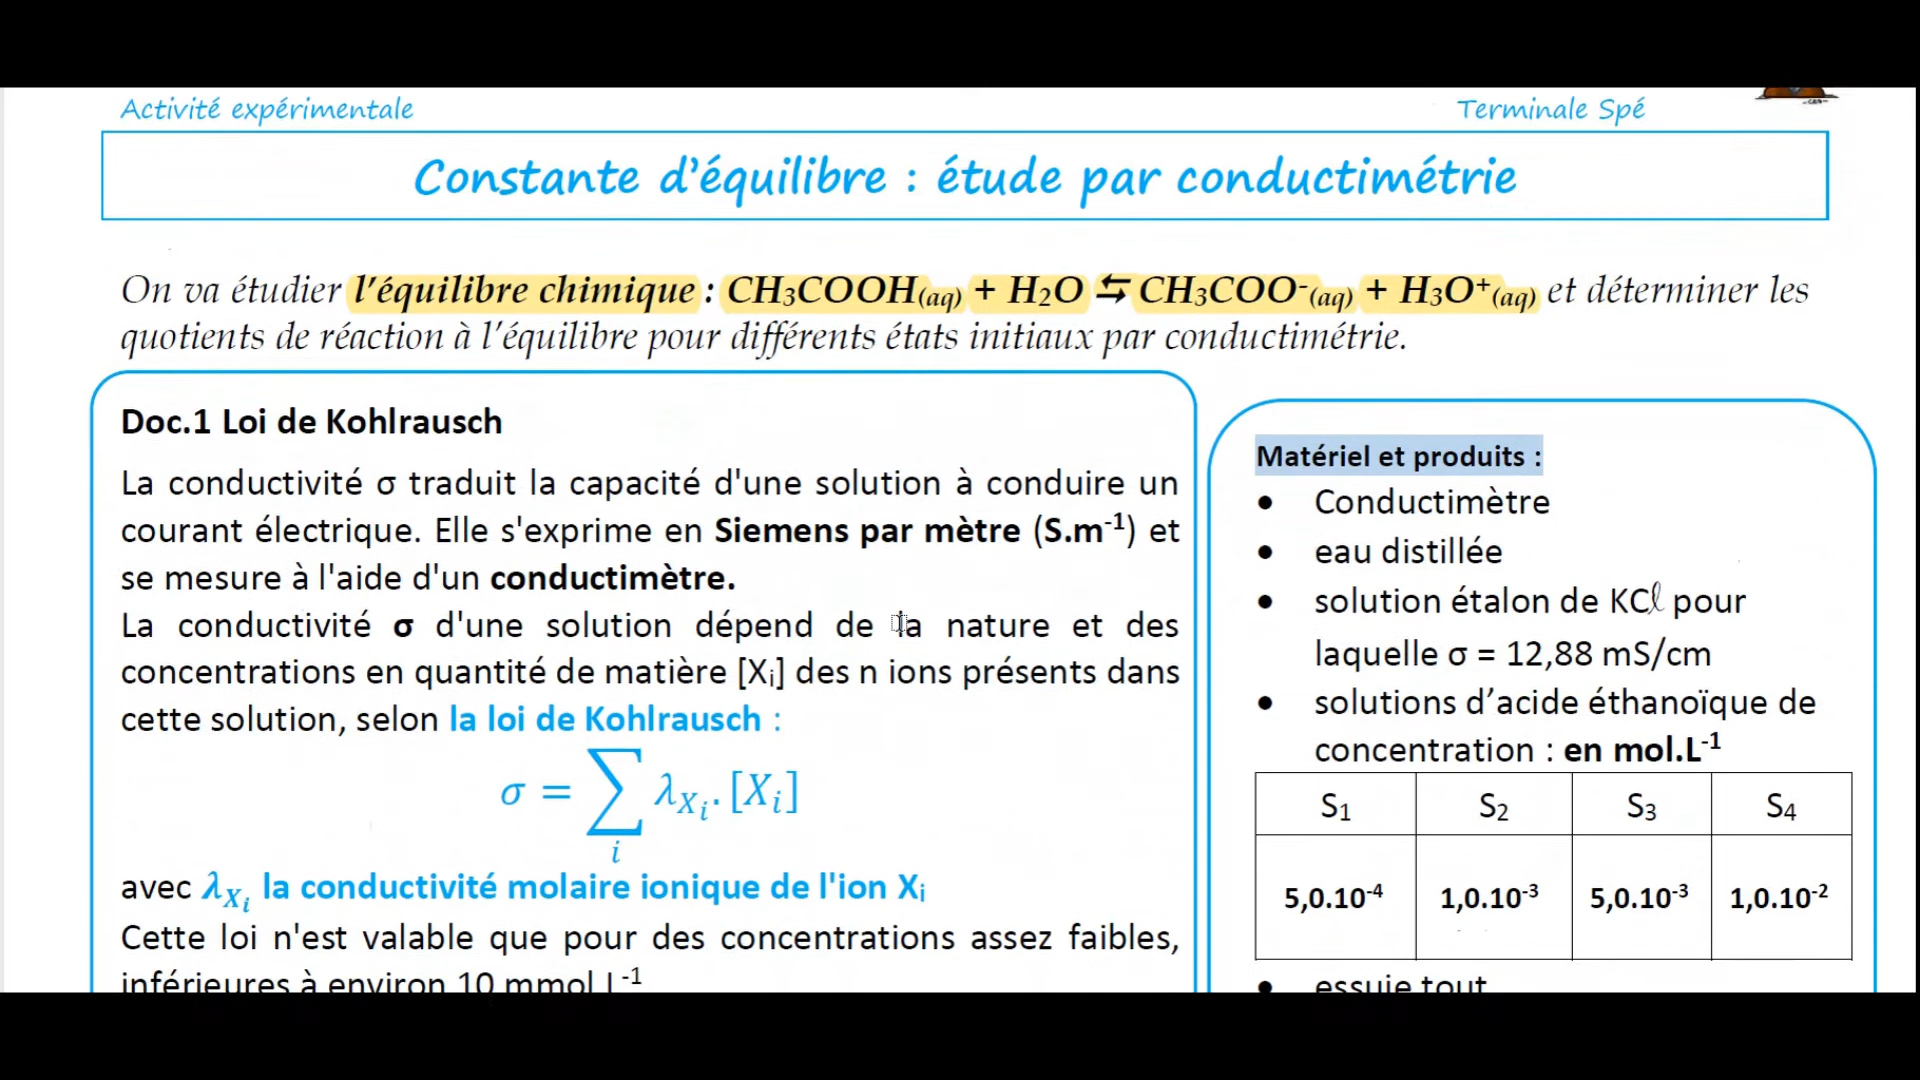 Activité expérimentale
Terminale Spé
Constante d'équilibre : étude par conductimétrie
On va étudier l'équilibre chimique : CH₃COOH(aq) + H₂O ⇆ CH₃COO⁻(aq) + H₃O⁺(aq) et déterminer les
quotients de réaction à l'équilibre pour différents états initiaux par conductimétrie.
Doc.1 Loi de Kohlrausch
La conductivité σ traduit la capacité d'une solution à conduire un
courant électrique. Elle s'exprime en Siemens par mètre (S.m⁻¹) et
se mesure à l'aide d'un conductimètre.
La conductivité σ d'une solution dépend de la nature et des
concentrations en quantité de matière [Xᵢ] des n ions présents dans
cette solution, selon la loi de Kohlrausch :
σ = ∑ᵢ λ_Xᵢ. [Xᵢ]
avec λ_Xᵢ la conductivité molaire ionique de l'ion Xᵢ
Cette loi n'est valable que pour des concentrations assez faibles,
inférieures à environ 10 mmol.L⁻¹
Matériel et produits :
• Conductimètre
• eau distillée
• solution étalon de KCℓ pour
laquelle σ = 12,88 mS/cm
• solutions d'acide éthanoïque de
concentration : en mol.L⁻¹
S₁ S₂ S₃ S₄
5,0.10⁻⁴ 1,0.10⁻³ 5,0.10⁻³ 1,0.10⁻²
• essuie tout